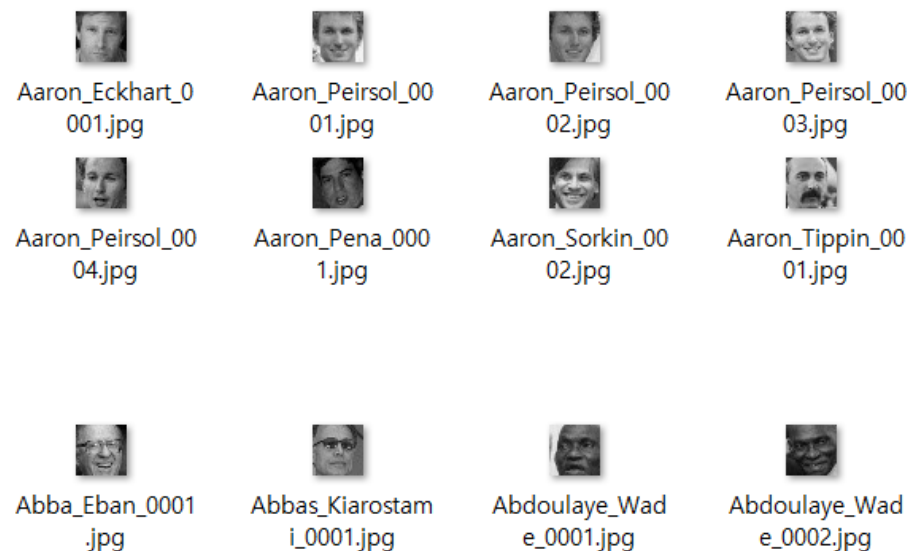 Aaron_Eckhart_0 Aaron_Peirsol_00 Aaron_Peirsol_00 Aaron_Peirsol_00
001.jpg 01.jpg 02.jpg 03.jpg
Aaron_Peirsol_00 Aaron_Pena_000 Aaron_Sorkin_00 Aaron_Tippin_00
04.jpg 1.jpg 02.jpg 01.jpg
Abba_Eban_0001 Abbas_Kiarostam Abdoulaye_Wad Abdoulaye_Wad
.jpg i_0001.jpg e_0001.jpg e_0002.jpg